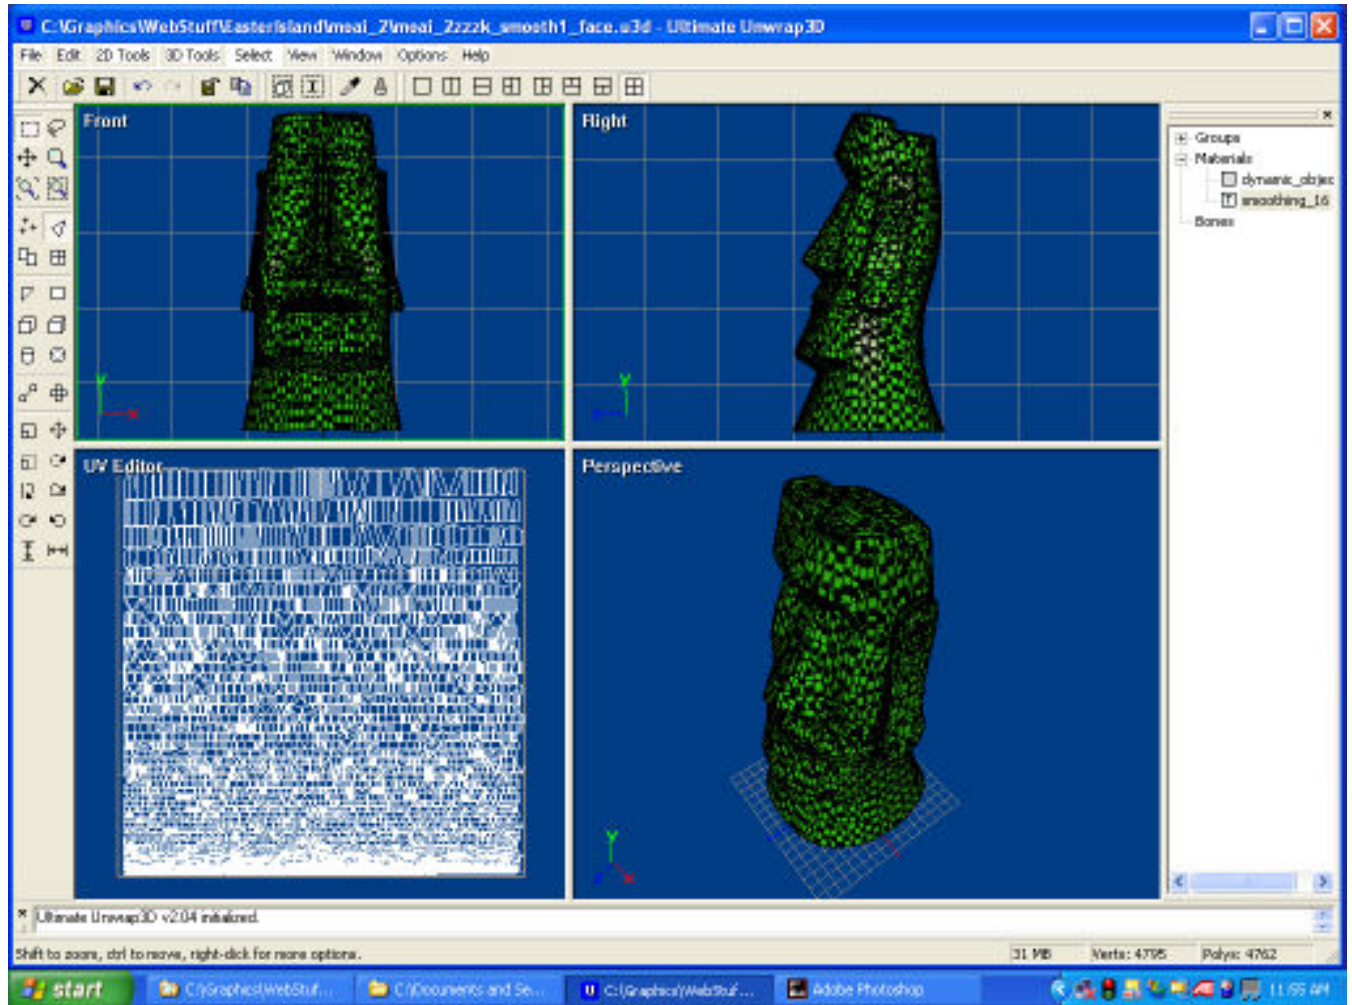 C:\Graphics\WebStuff\EasterIsland\moai_2\moai_2zzzk_smooth1_face.u3d - Ultimate Unwrap3D
File Edit 2D Tools 3D Tools Select View Window Options Help
Front
Right
Groups
Materials
dynamic_objec
smoothing_16
Bones
UV Editor
Perspective
Ultimate Unwrap3D v2.04 initialized.
Shift to zoom, ctrl to move, right-click for more options.
31 MB
Verts: 4795
Polys: 4762
start
C:\Graphics\WebStuf...
C:\Documents and Se...
C:\Graphics\WebStuf...
Adobe Photoshop
11:55 AM